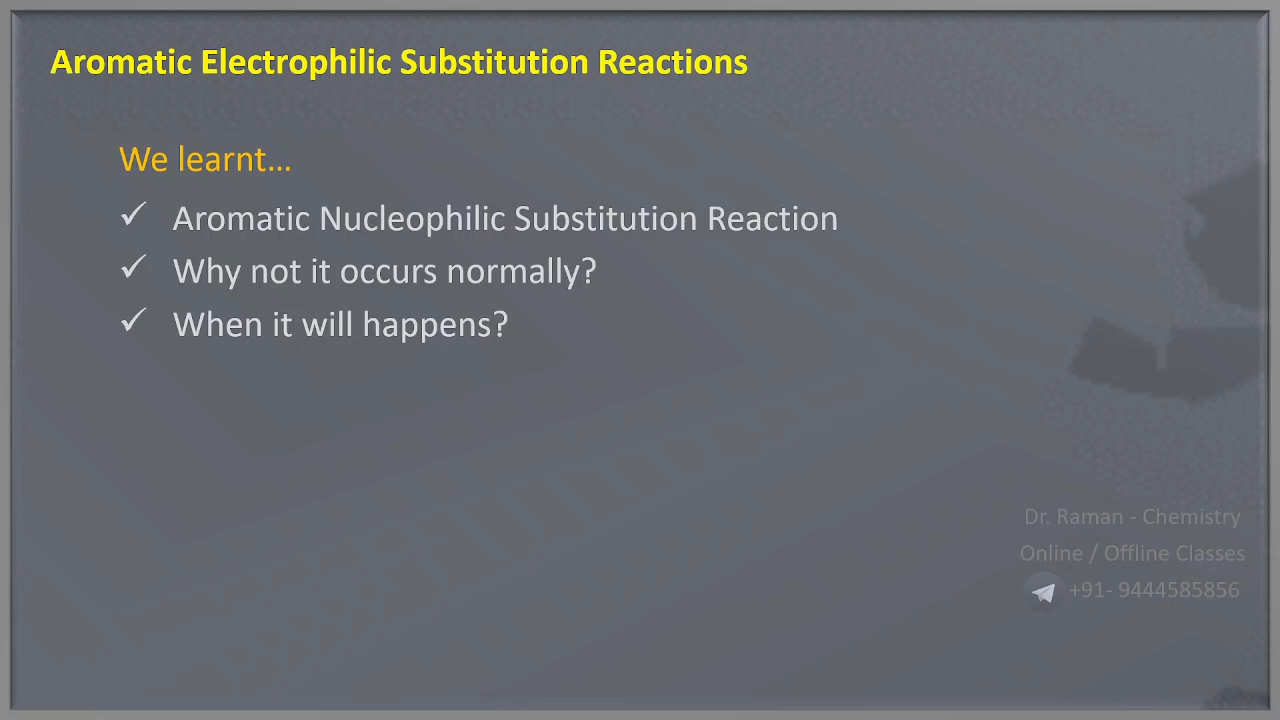 Aromatic Electrophilic Substitution Reactions
We learnt...
✓ Aromatic Nucleophilic Substitution Reaction
✓ Why not it occurs normally?
✓ When it will happens?
Dr. Raman - Chemistry
Online / Offline Classes
+91- 9444585856